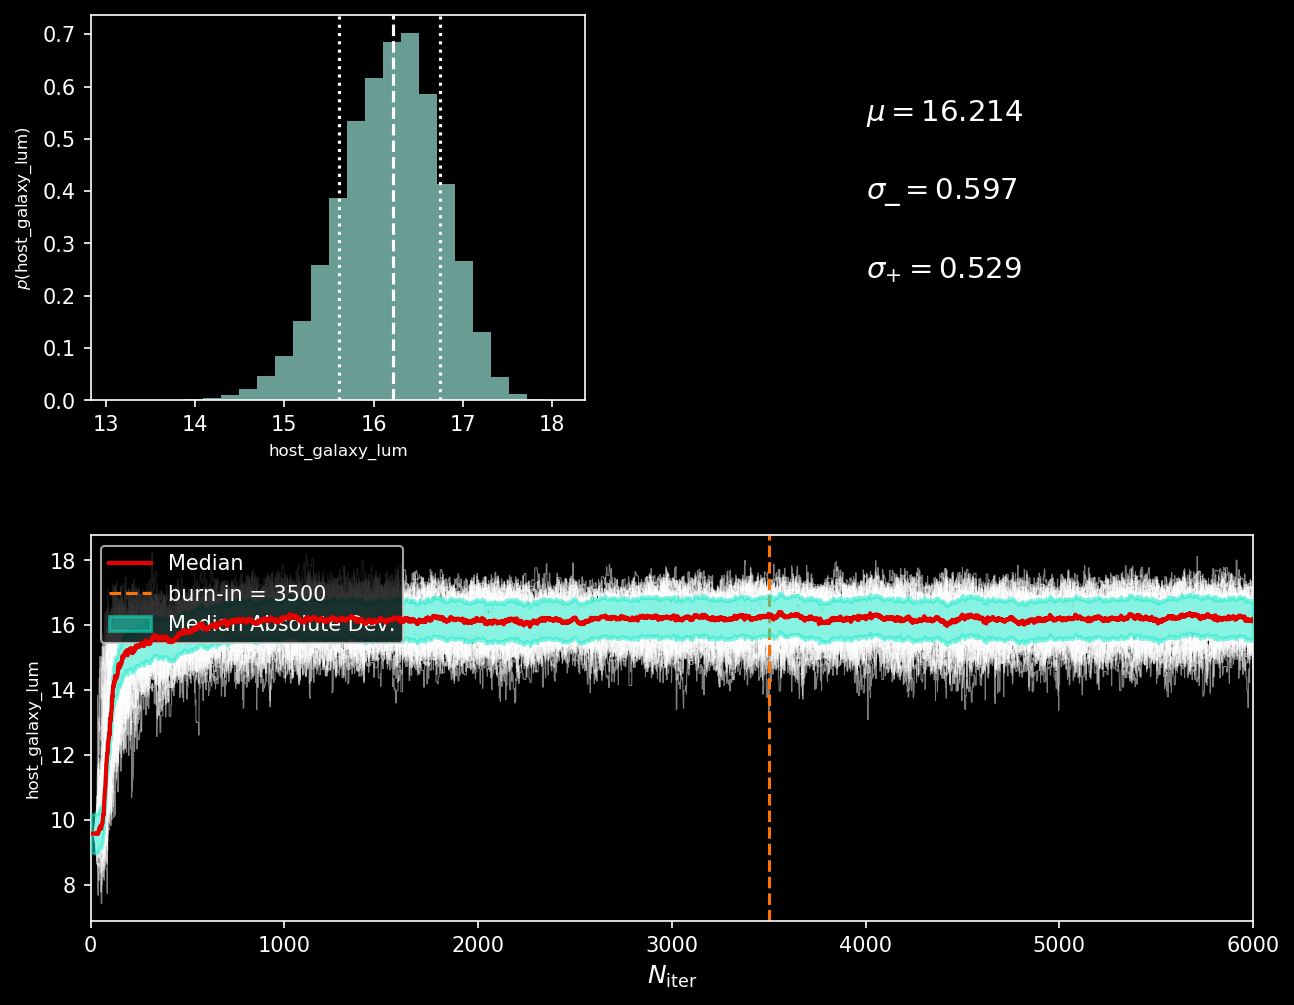 0.7
0.6
0.5
0.4
0.3
0.2
0.1
0.0
p(host_galaxy_lum)
13 14 15 16 17 18
host_galaxy_lum
μ = 16.214
σ_ = 0.597
σ+ = 0.529
18
16
14
12
10
8
host_galaxy_lum
Median
burn-in = 3500
Median Absolute Dev.
0 1000 2000 3000 4000 5000 6000
Niter